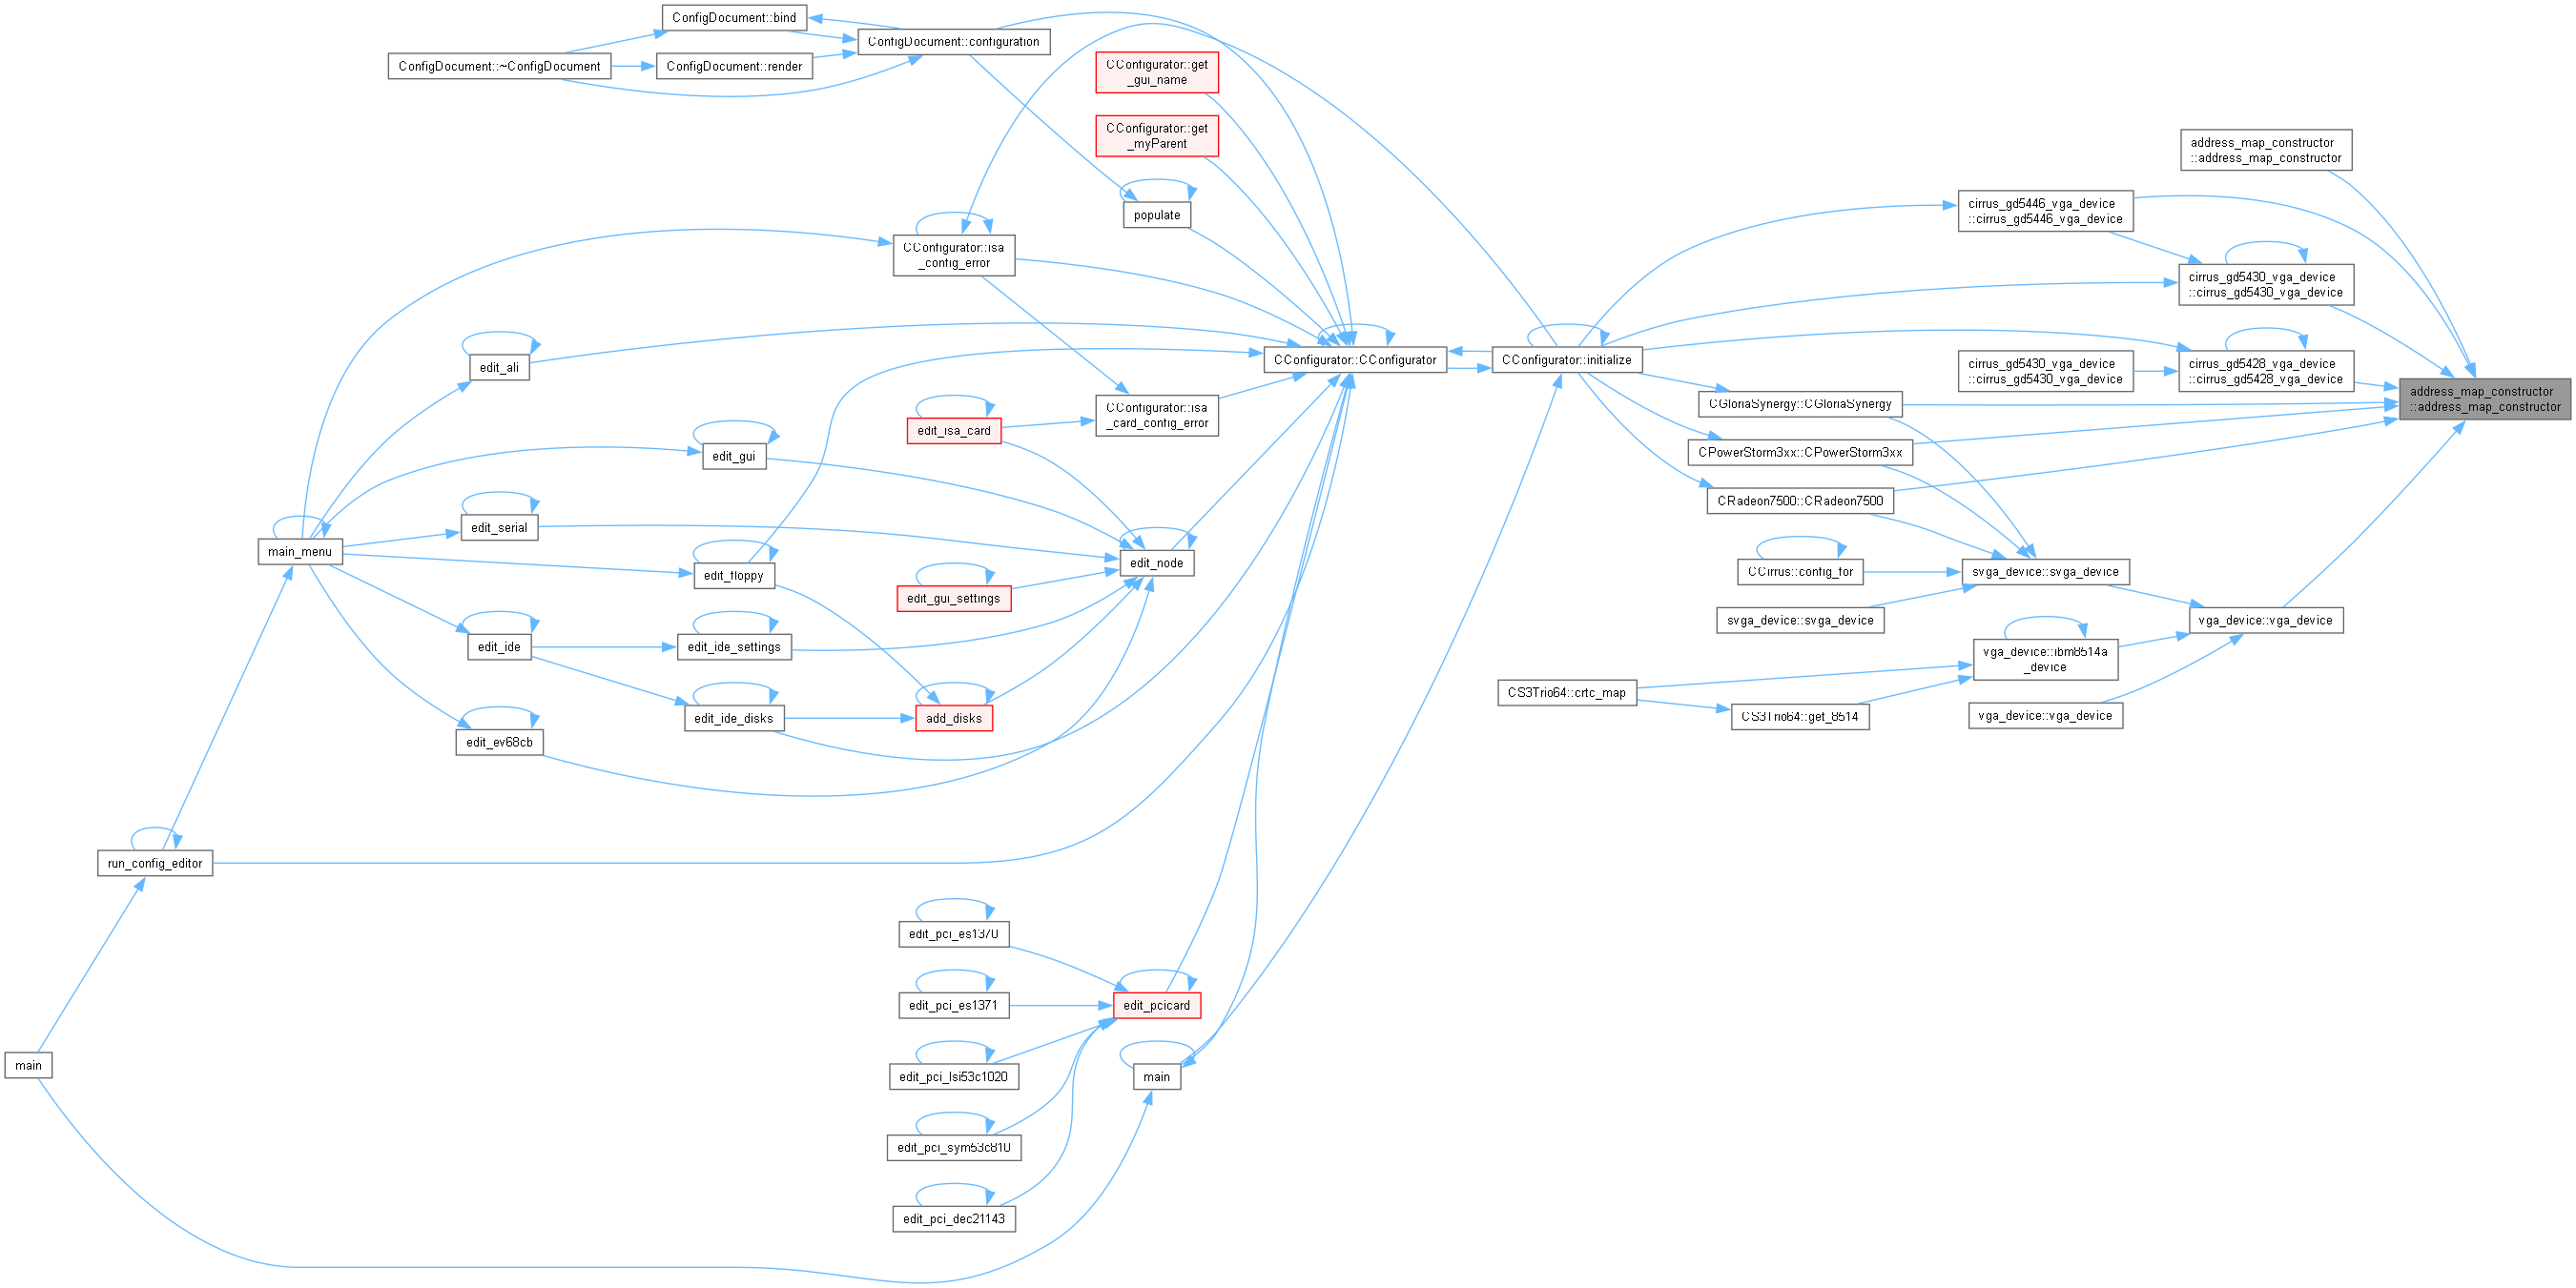 ConfigDocument::bind
ConfigDocument::configuration
ConfigDocument::~ConfigDocument
ConfigDocument::render
CConfigurator::get
_gui_name
CConfigurator::get
_myParent
populate
CConfigurator::isa
_config_error
edit_ali
CConfigurator::CConfigurator
CConfigurator::initialize
CConfigurator::isa
_card_config_error
edit_isa_card
edit_gui
edit_serial
main_menu
edit_floppy
edit_node
edit_gui_settings
edit_ide
edit_ide_settings
edit_ide_disks
add_disks
edit_ev68cb
run_config_editor
main
edit_pci_es1370
edit_pci_es1371
edit_pcicard
edit_pci_lsi53c1020
main
edit_pci_sym53c810
edit_pci_dec21143
address_map_constructor
::address_map_constructor
cirrus_gd5446_vga_device
::cirrus_gd5446_vga_device
cirrus_gd5430_vga_device
::cirrus_gd5430_vga_device
cirrus_gd5430_vga_device
::cirrus_gd5430_vga_device
cirrus_gd5428_vga_device
::cirrus_gd5428_vga_device
address_map_constructor
::address_map_constructor
CGloriaSynergy::CGloriaSynergy
CPowerStorm3xx::CPowerStorm3xx
CRadeon7500::CRadeon7500
CCirrus::config_for
svga_device::svga_device
svga_device::svga_device
vga_device::vga_device
vga_device::ibm8514a
_device
CS3Trio64::crtc_map
CS3Trio64::get_8514
vga_device::vga_device